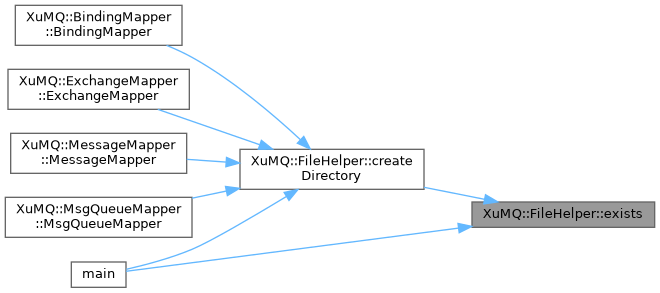 XuMQ::BindingMapper
::BindingMapper
XuMQ::ExchangeMapper
::ExchangeMapper
XuMQ::MessageMapper
::MessageMapper
XuMQ::MsgQueueMapper
::MsgQueueMapper
main
XuMQ::FileHelper::create
Directory
XuMQ::FileHelper::exists